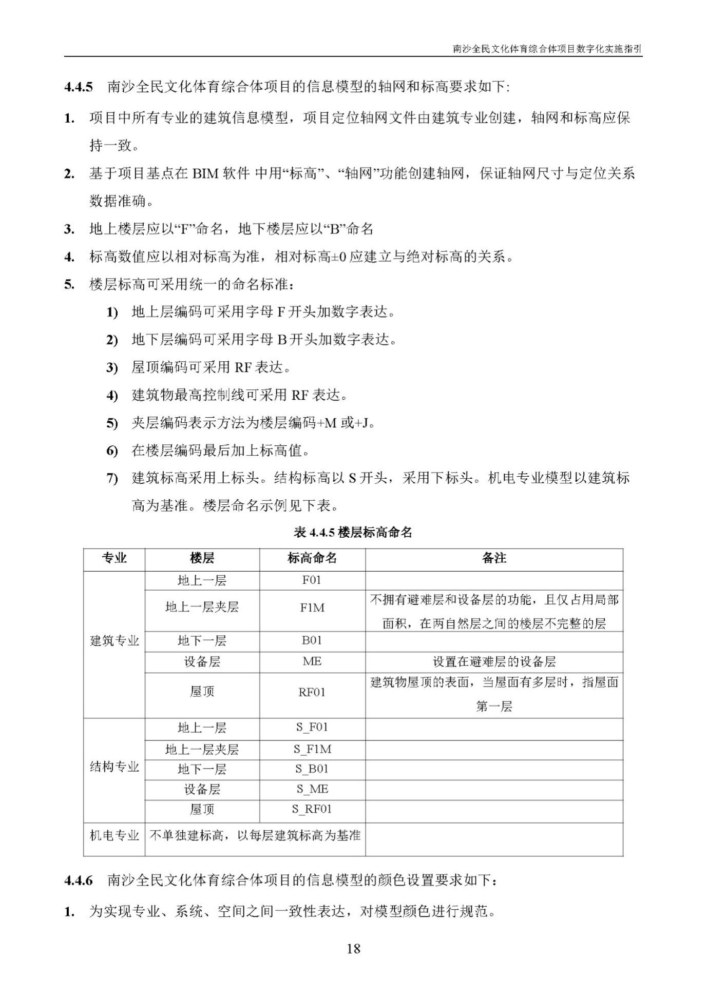 南沙全民文化体育综合体项目数字化实施指引
4.4.5 南沙全民文化体育综合体项目的信息模型的轴网和标高要求如下:
1. 项目中所有专业的建筑信息模型，项目定位轴网文件由建筑专业创建，轴网和标高应保
持一致。
2. 基于项目基点在 BIM 软件 中用“标高”、“轴网”功能创建轴网，保证轴网尺寸与定位关系
数据准确。
3. 地上楼层应以“F”命名，地下楼层应以“B”命名
4. 标高数值应以相对标高为准，相对标高±0 应建立与绝对标高的关系。
5. 楼层标高可采用统一的命名标准：
1) 地上层编码可采用字母 F 开头加数字表达。
2) 地下层编码可采用字母 B 开头加数字表达。
3) 屋顶编码可采用 RF 表达。
4) 建筑物最高控制线可采用 RF 表达。
5) 夹层编码表示方法为楼层编码+M 或+J。
6) 在楼层编码最后加上标高值。
7) 建筑标高采用上标头。结构标高以 S 开头，采用下标头。机电专业模型以建筑标
高为基准。楼层命名示例见下表。
表 4.4.5 楼层标高命名
专业 楼层 标高命名 备注
地上一层 F01
地上一层夹层 F1M 不拥有避难层和设备层的功能，且仅占用局部
面积，在两自然层之间的楼层不完整的层
建筑专业 地下一层 B01
设备层 ME 设置在避难层的设备层
屋顶 RF01 建筑物屋顶的表面，当屋面有多层时，指屋面
第一层
地上一层 S_F01
地上一层夹层 S_F1M
结构专业 地下一层 S_B01
设备层 S_ME
屋顶 S_RF01
机电专业 不单独建标高，以每层建筑标高为基准
4.4.6 南沙全民文化体育综合体项目的信息模型的颜色设置要求如下：
1. 为实现专业、系统、空间之间一致性表达，对模型颜色进行规范。
18